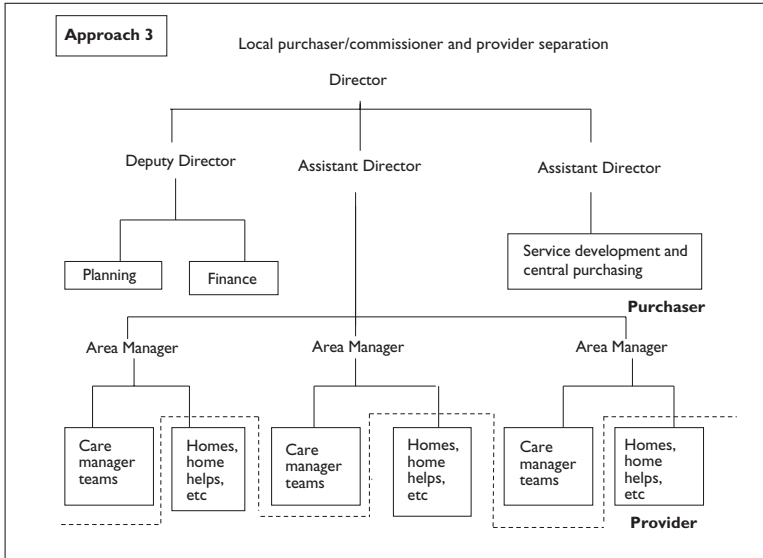 Approach 3
Local purchaser/commissioner and provider separation
Director
Deputy Director
Assistant Director
Assistant Director
Planning
Finance
Service development and
central purchasing
Purchaser
Area Manager
Area Manager
Area Manager
Care
manager
teams
Homes,
home
helps,
etc
Care
manager
teams
Homes,
home
helps,
etc
Care
manager
teams
Homes,
home
helps,
etc
Provider